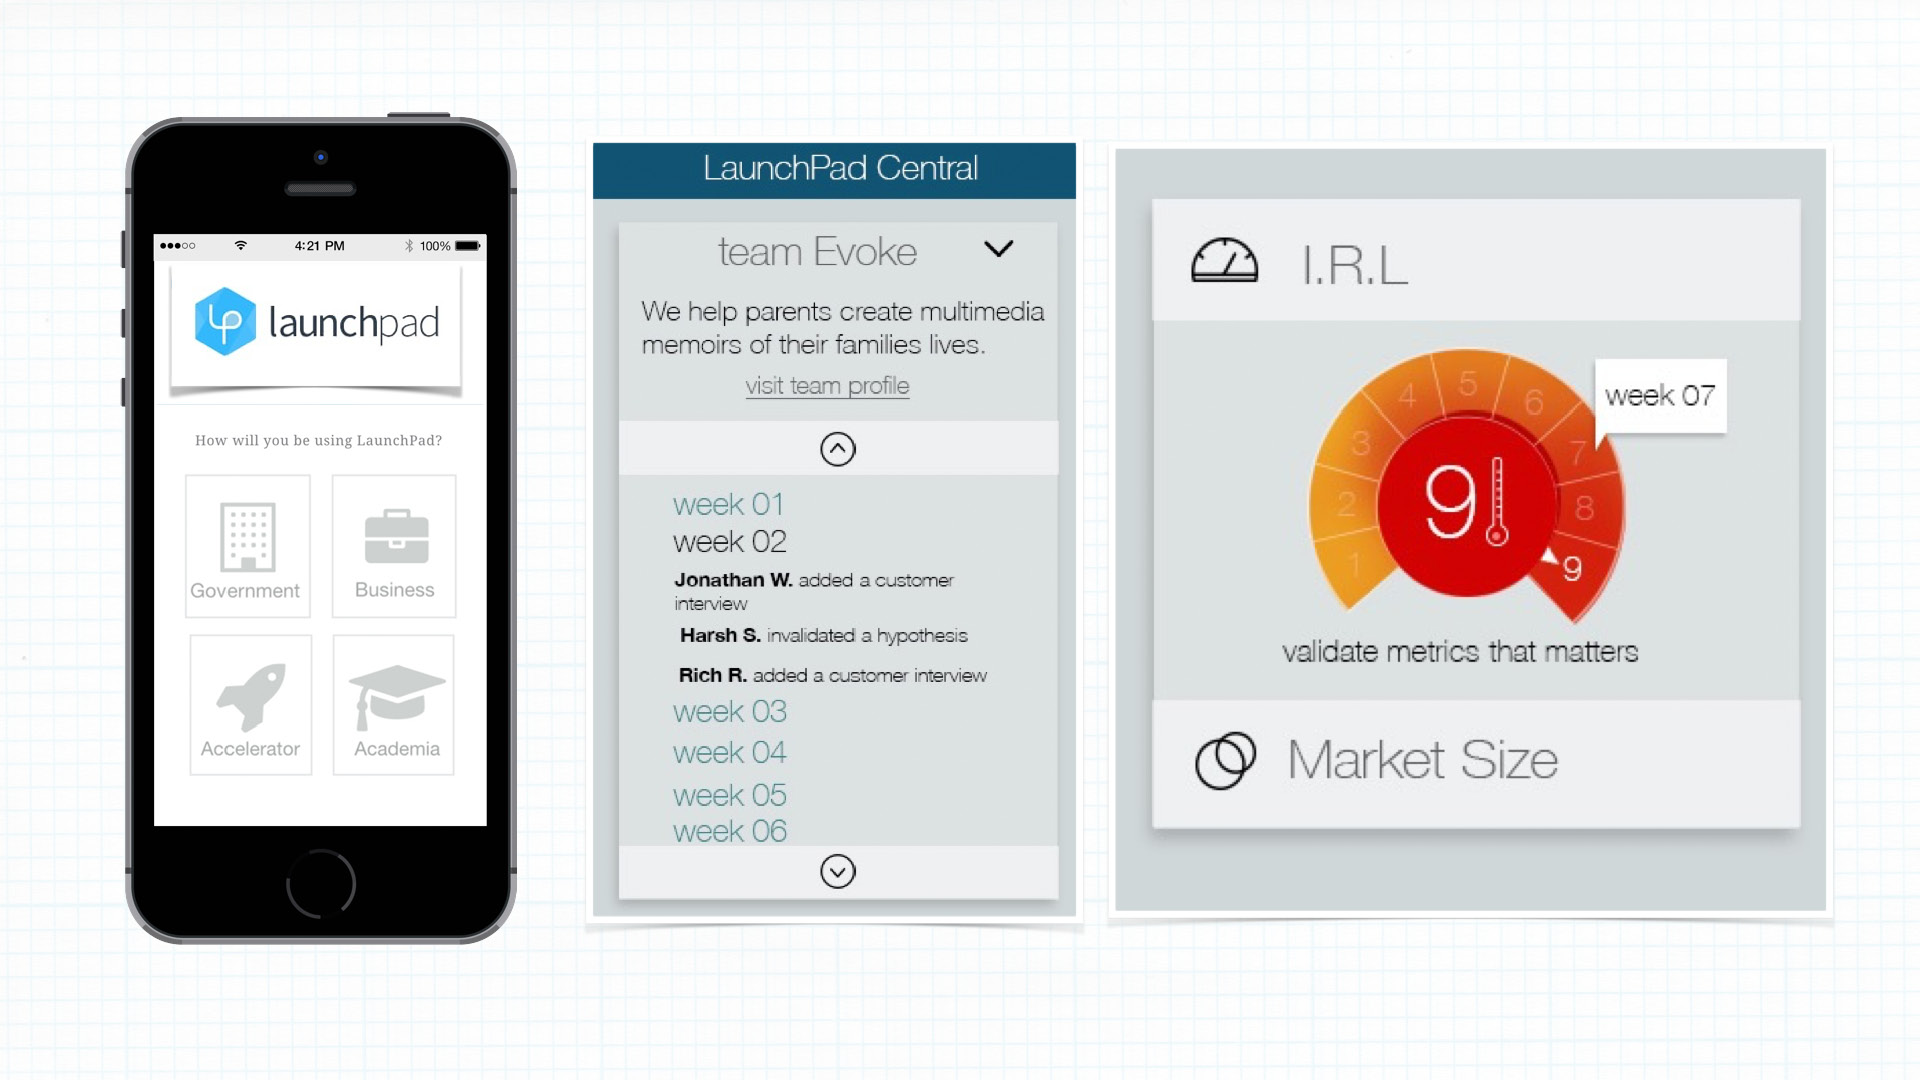 4:21 PM
100%
launchpad
How will you be using LaunchPad?
Government
Business
Accelerator
Academia
LaunchPad Central
team Evoke
We help parents create multimedia
memoirs of their families lives.
visit team profile
week 01
week 02
Jonathan W. added a customer
interview
Harsh S. invalidated a hypothesis
Rich R. added a customer interview
week 03
week 04
week 05
week 06
I.R.L
week 07
1
2
3
4
5
6
7
8
9
9
validate metrics that matters
Market Size